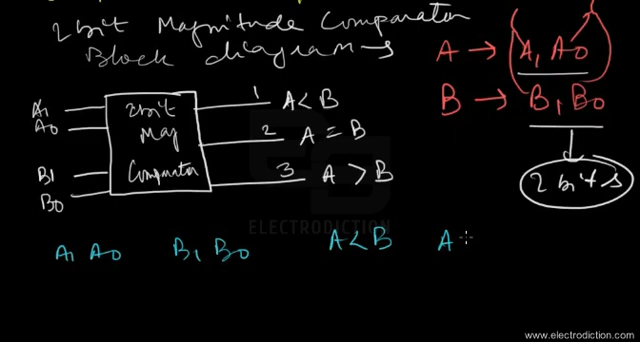 2bit Magnitude Comparator
Block diagram
A → A1 A0
B → B1 B0
2 bits
A1
A0
B1
B0
2bit
Mag
Comparator
1 A<B
2 A = B
3 A > B
ELECTRODICTION
A1 A0 B1 B0 A<B A
www.electrodiction.com